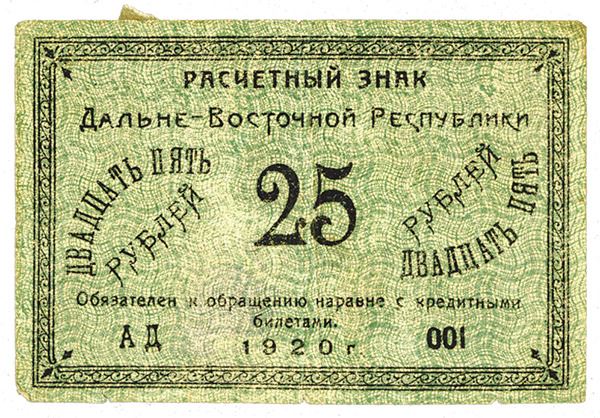 РАСЧЕТНЫЙ ЗНАК
ДАЛЬНЕ-ВОСТОЧНОЙ РЕСПУБЛИКИ
ДВАДЦАТЬ ПЯТЬ
РУБЛЕЙ
25
РУБЛЕЙ
ДВАДЦАТЬ ПЯТЬ
Обязателен к обращению наравне с кредитными
билетами.
АД
001
1920 г.